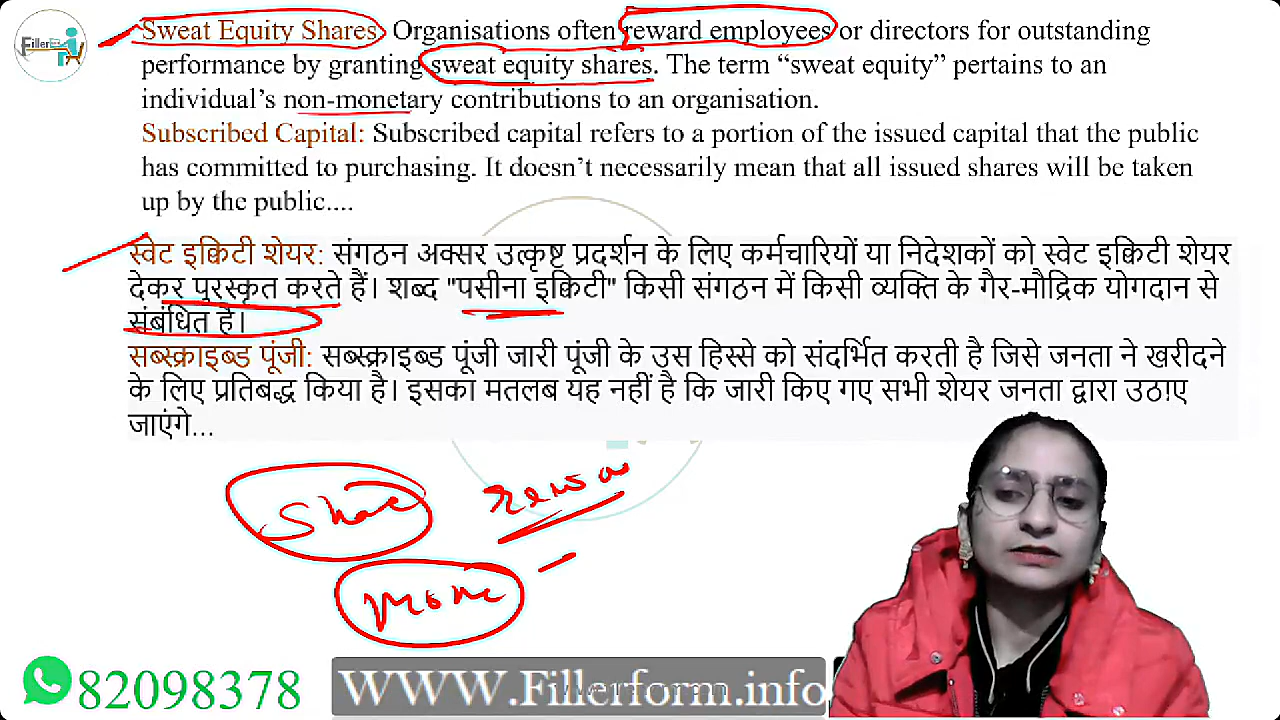 Filler
Sweat Equity Shares Organisations often reward employees or directors for outstanding
performance by granting sweat equity shares. The term “sweat equity” pertains to an
individual’s non-monetary contributions to an organisation.
Subscribed Capital: Subscribed capital refers to a portion of the issued capital that the public
has committed to purchasing. It doesn’t necessarily mean that all issued shares will be taken
up by the public....
स्वेट इक्विटी शेयर: संगठन अक्सर उत्कृष्ट प्रदर्शन के लिए कर्मचारियों या निदेशकों को स्वेट इक्विटी शेयर
देकर पुरस्कृत करते हैं। शब्द "पसीना इक्विटी" किसी संगठन में किसी व्यक्ति के गैर-मौद्रिक योगदान से
संबंधित है।
सब्स्क्राइब्ड पूंजी: सब्स्क्राइब्ड पूंजी जारी पूंजी के उस हिस्से को संदर्भित करती है जिसे जनता ने खरीदने
के लिए प्रतिबद्ध किया है। इसका मतलब यह नहीं है कि जारी किए गए सभी शेयर जनता द्वारा उठाए
जाएंगे...
82098378
WWW.Fillerform.info